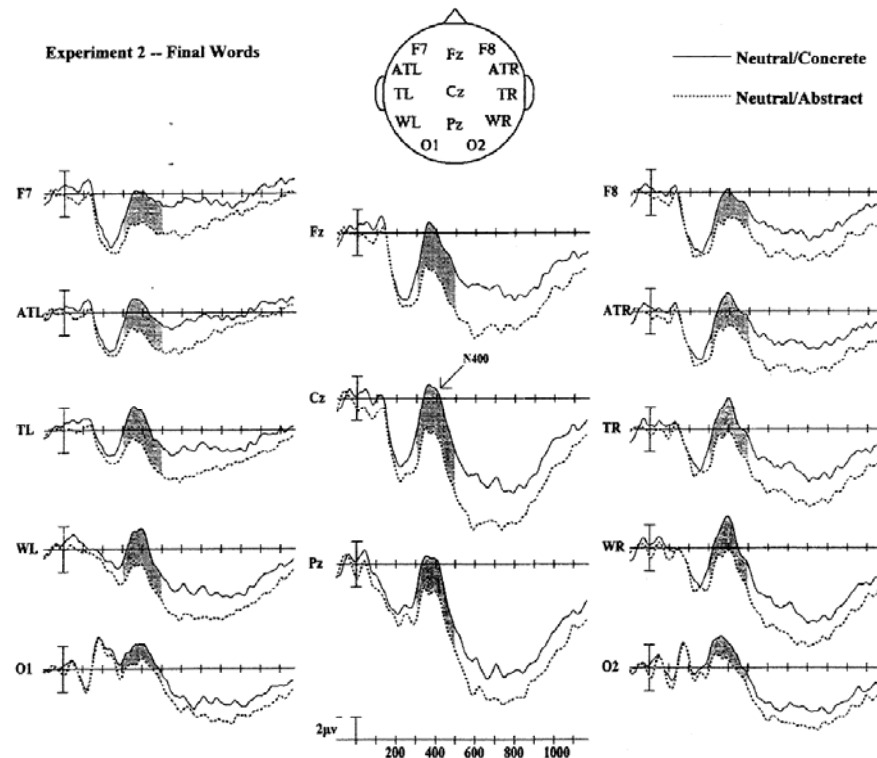 Experiment 2 -- Final Words
F7 Fz F8
ATL ATR
TL Cz TR
WL Pz WR
O1 O2
Neutral/Concrete
Neutral/Abstract
F7
Fz
F8
ATL
ATR
N400
Cz
TL
TR
WL
Pz
WR
O1
O2
2μv
200 400 600 800 1000